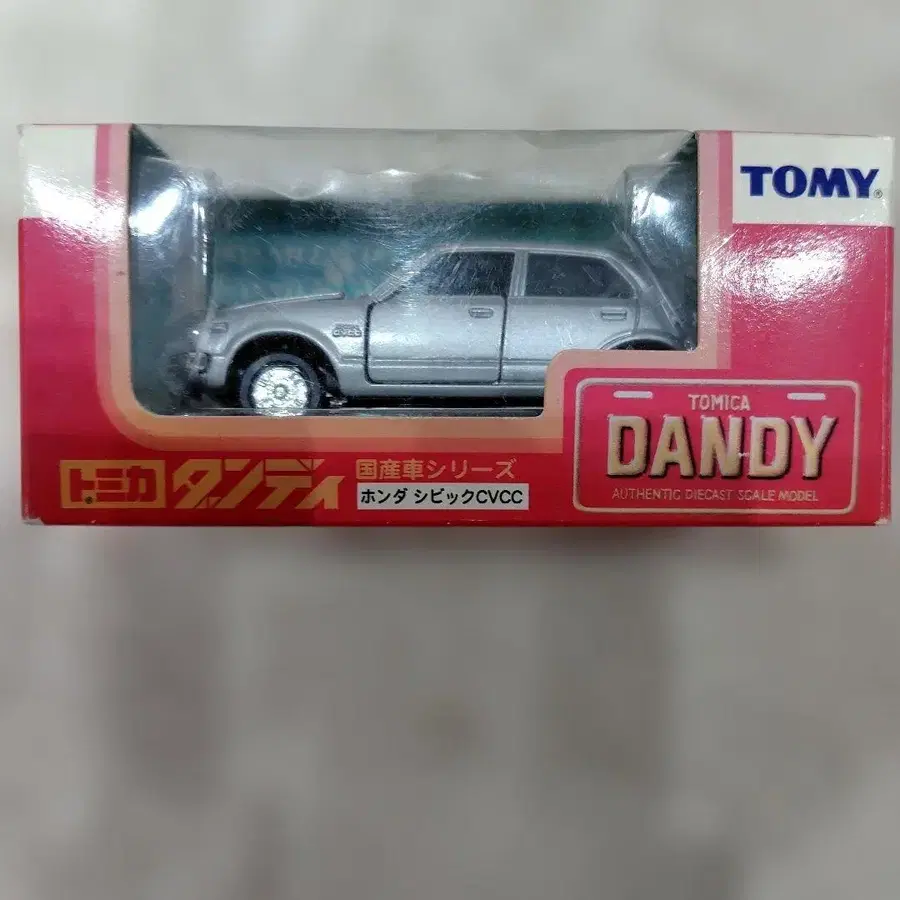 TOMY®
TOMICA
DANDY
AUTHENTIC DIECAST SCALE MODEL
トミカ ダンディ 国産車シリーズ
ホンダ シビックCVCC